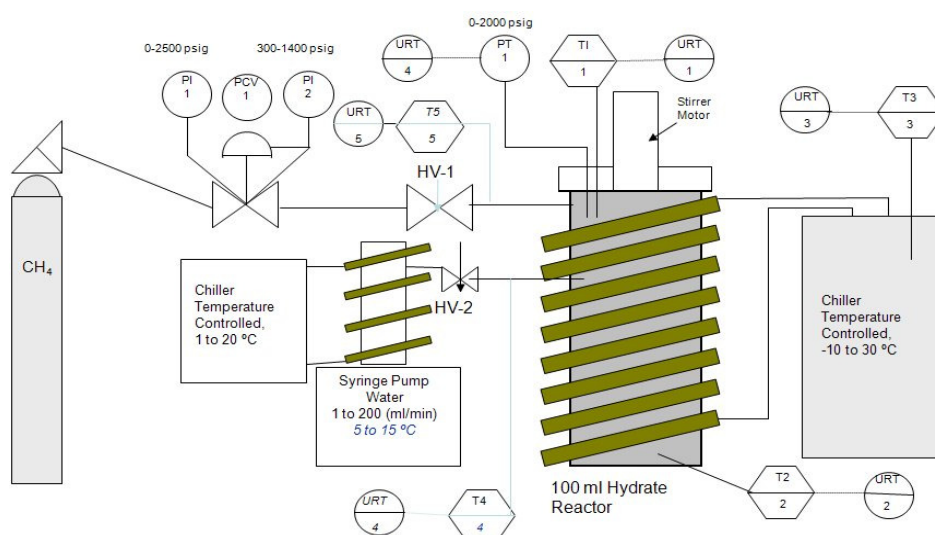 0-2500 psig
300-1400 psig
0-2000 psig
PI
1
PCV
1
PI
2
URT
4
PT
1
TI
1
URT
1
URT
5
T5
5
Stirrer
Motor
URT
3
T3
3
HV-1
CH4
Chiller
Temperature
Controlled,
1 to 20 ºC
HV-2
Chiller
Temperature
Controlled,
-10 to 30 ºC
Syringe Pump
Water
1 to 200 (ml/min)
5 to 15 ºC
100 ml Hydrate
Reactor
T2
2
URT
2
URT
4
T4
4